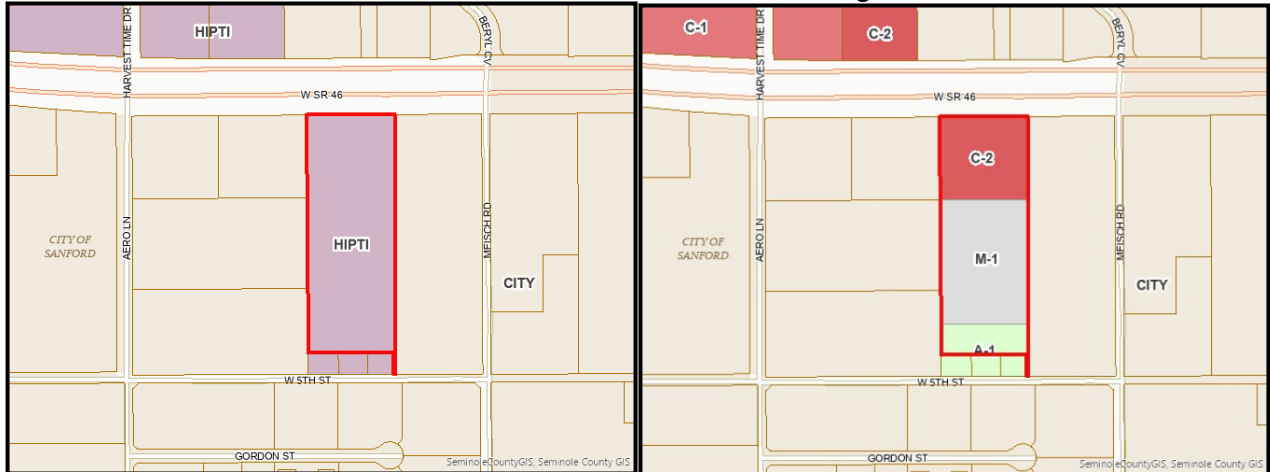 HIPTI
HARVEST TIME DR
BERYL CV
W SR 46
HIPTI
AERO LN
MEISCH RD
CITY OF
SANFORD
CITY
W 5TH ST
GORDON ST
SeminoleCountyGIS, Seminole County GIS
C-1
C-2
HARVEST TIME DR
BERYL CV
W SR 46
C-2
M-1
A-1
AERO LN
MEISCH RD
CITY OF
SANFORD
CITY
W 5TH ST
GORDON ST
SeminoleCountyGIS, Seminole County GIS